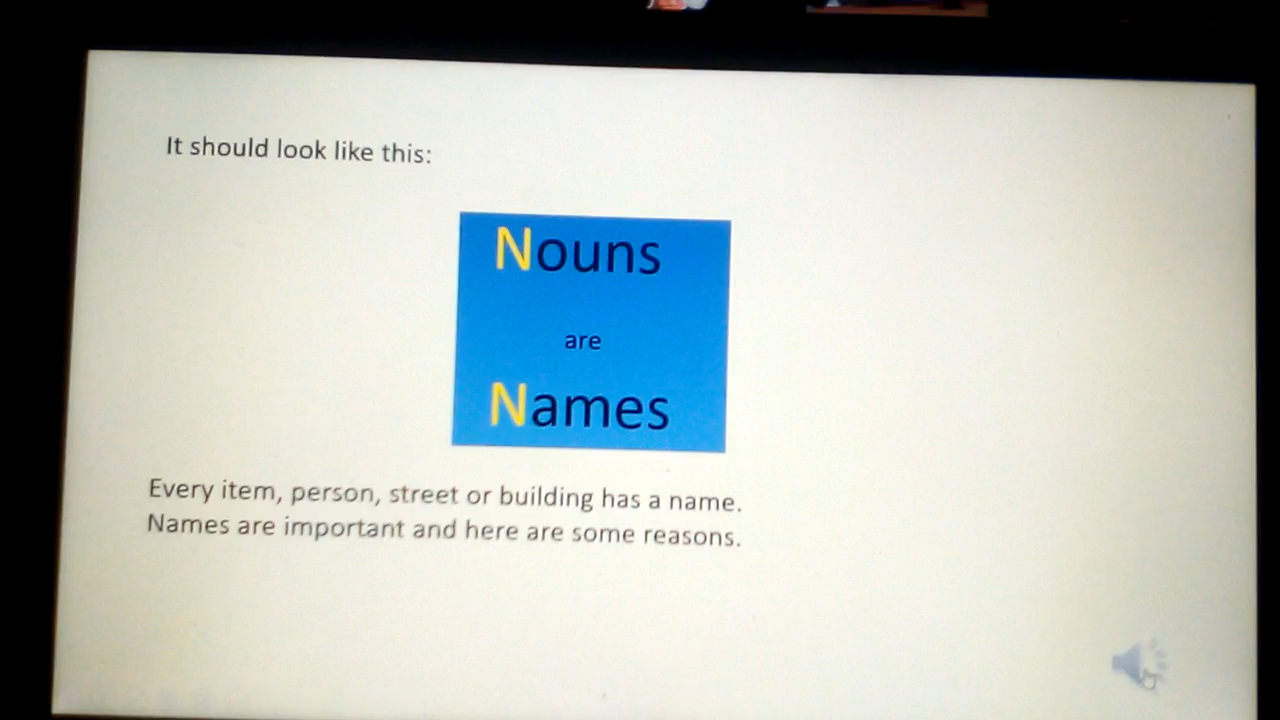 It should look like this:
Nouns
are
Names
Every item, person, street or building has a name.
Names are important and here are some reasons.